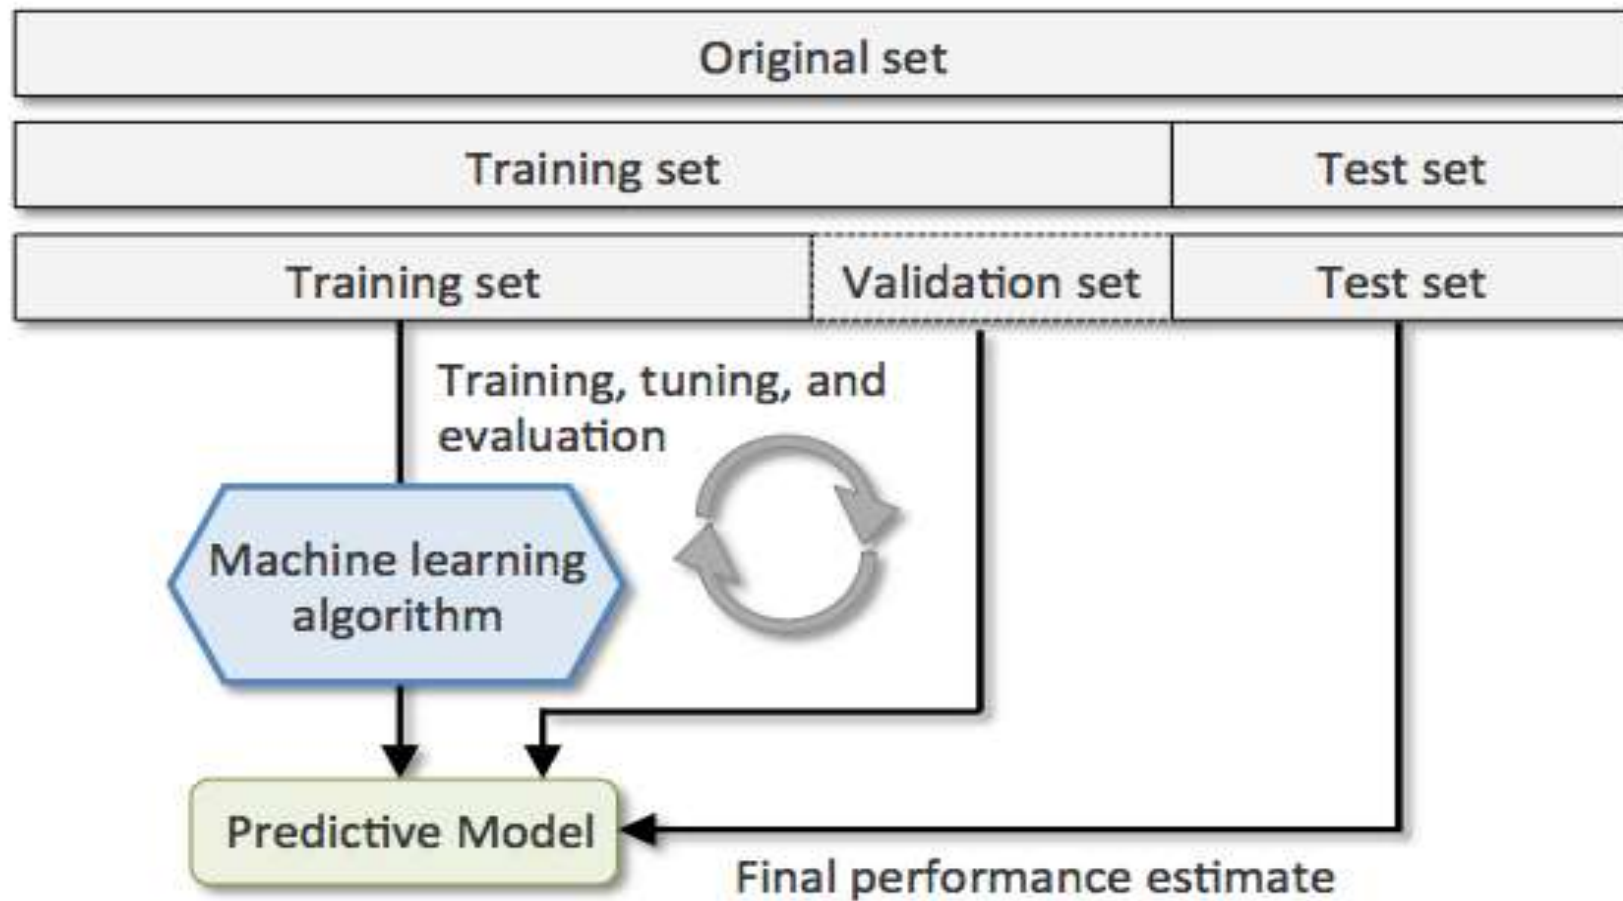 Original set
Training set
Test set
Training set
Validation set
Test set
Training, tuning, and
evaluation
Machine learning
algorithm
Predictive Model
Final performance estimate